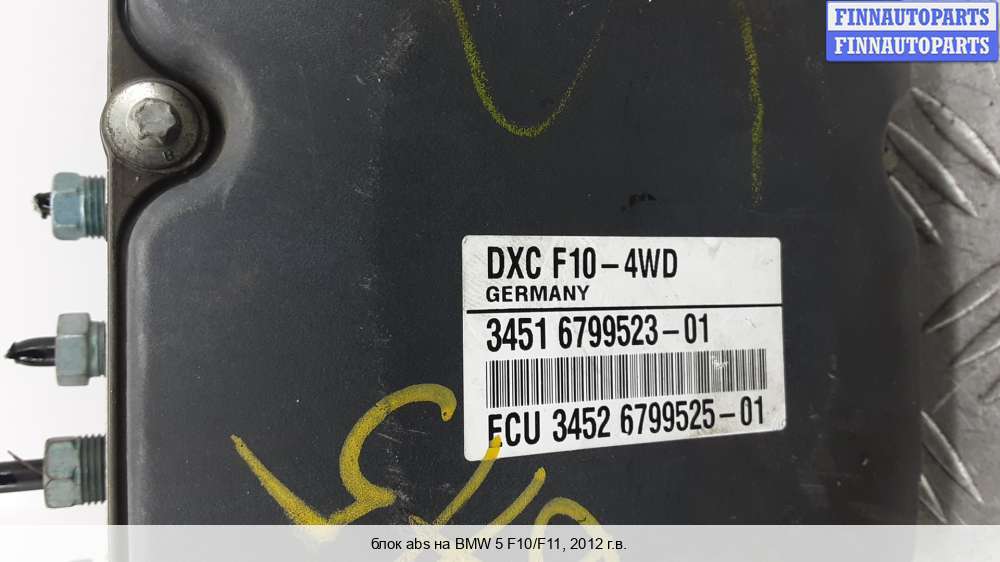 FINNAUTOPARTS
FINNAUTOPARTS
DXC F10-4WD
GERMANY
3451 6799523-01
ECU 3452 6799525-01
блок abs на BMW 5 F10/F11, 2012 г.в.